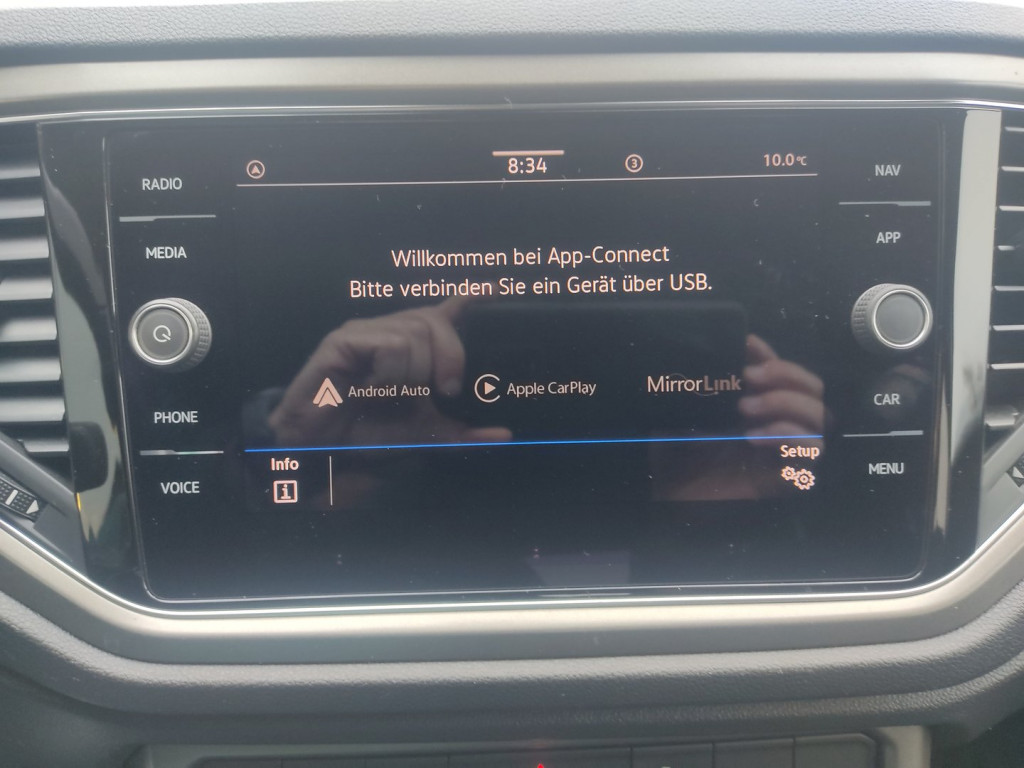 8:34
3
10.0°C
RADIO
MEDIA
PHONE
VOICE
Willkommen bei App-Connect
Bitte verbinden Sie ein Gerät über USB.
Android Auto
Apple CarPlay
MirrorLink
Info
i
Setup
NAV
APP
CAR
MENU